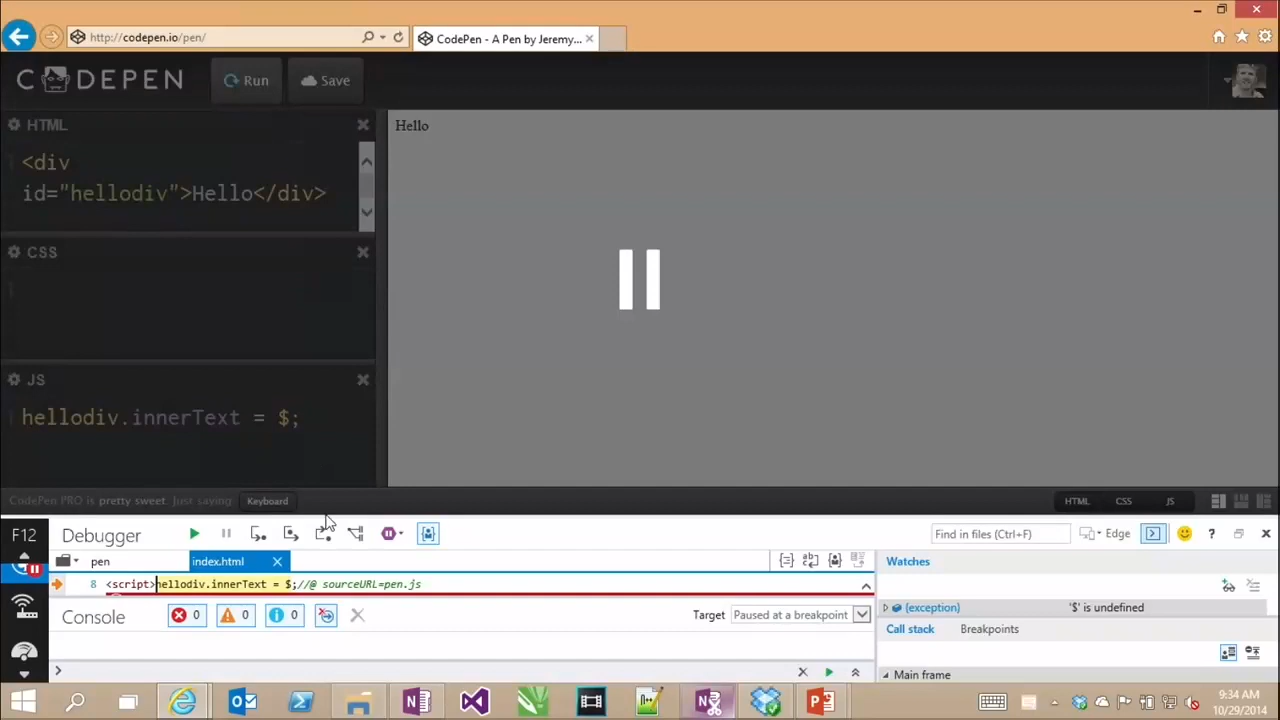 http://codepen.io/pen/
CodePen - A Pen by Jeremy...
CODEPEN
Run
Save
HTML
<div
id="hellodiv">Hello</div>
Hello
CSS
JS
hellodiv.innerText = $;
CodePen PRO is pretty sweet. Just saying.
Keyboard
HTML CSS JS
F12
Debugger
Find in files (Ctrl+F)
Edge
?
pen
index.html
Watches
8 <script>hellodiv.innerText = $;//@ sourceURL=pen.js
{exception} '$' is undefined
Console
0 0 0
Target Paused at a breakpoint
Call stack Breakpoints
Main frame
9:34 AM
10/29/2014